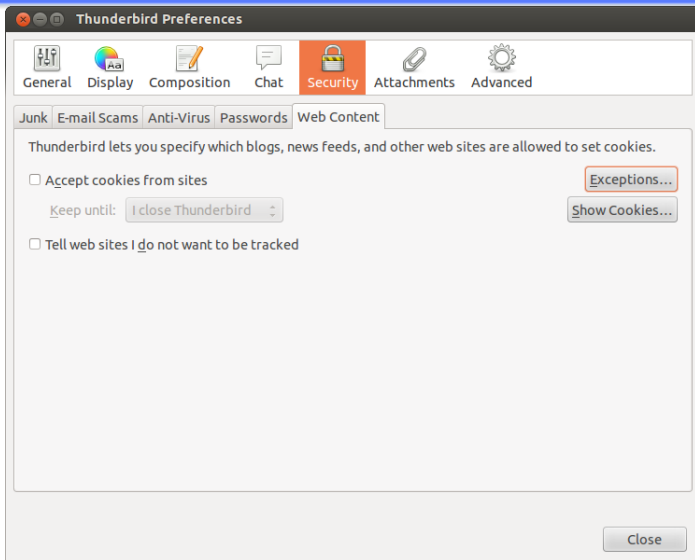 Thunderbird Preferences
General Display Composition Chat Security Attachments Advanced
Junk E-mail Scams Anti-Virus Passwords Web Content
Thunderbird lets you specify which blogs, news feeds, and other web sites are allowed to set cookies.
Accept cookies from sites Exceptions...
Keep until: I close Thunderbird Show Cookies...
Tell web sites I do not want to be tracked
Close